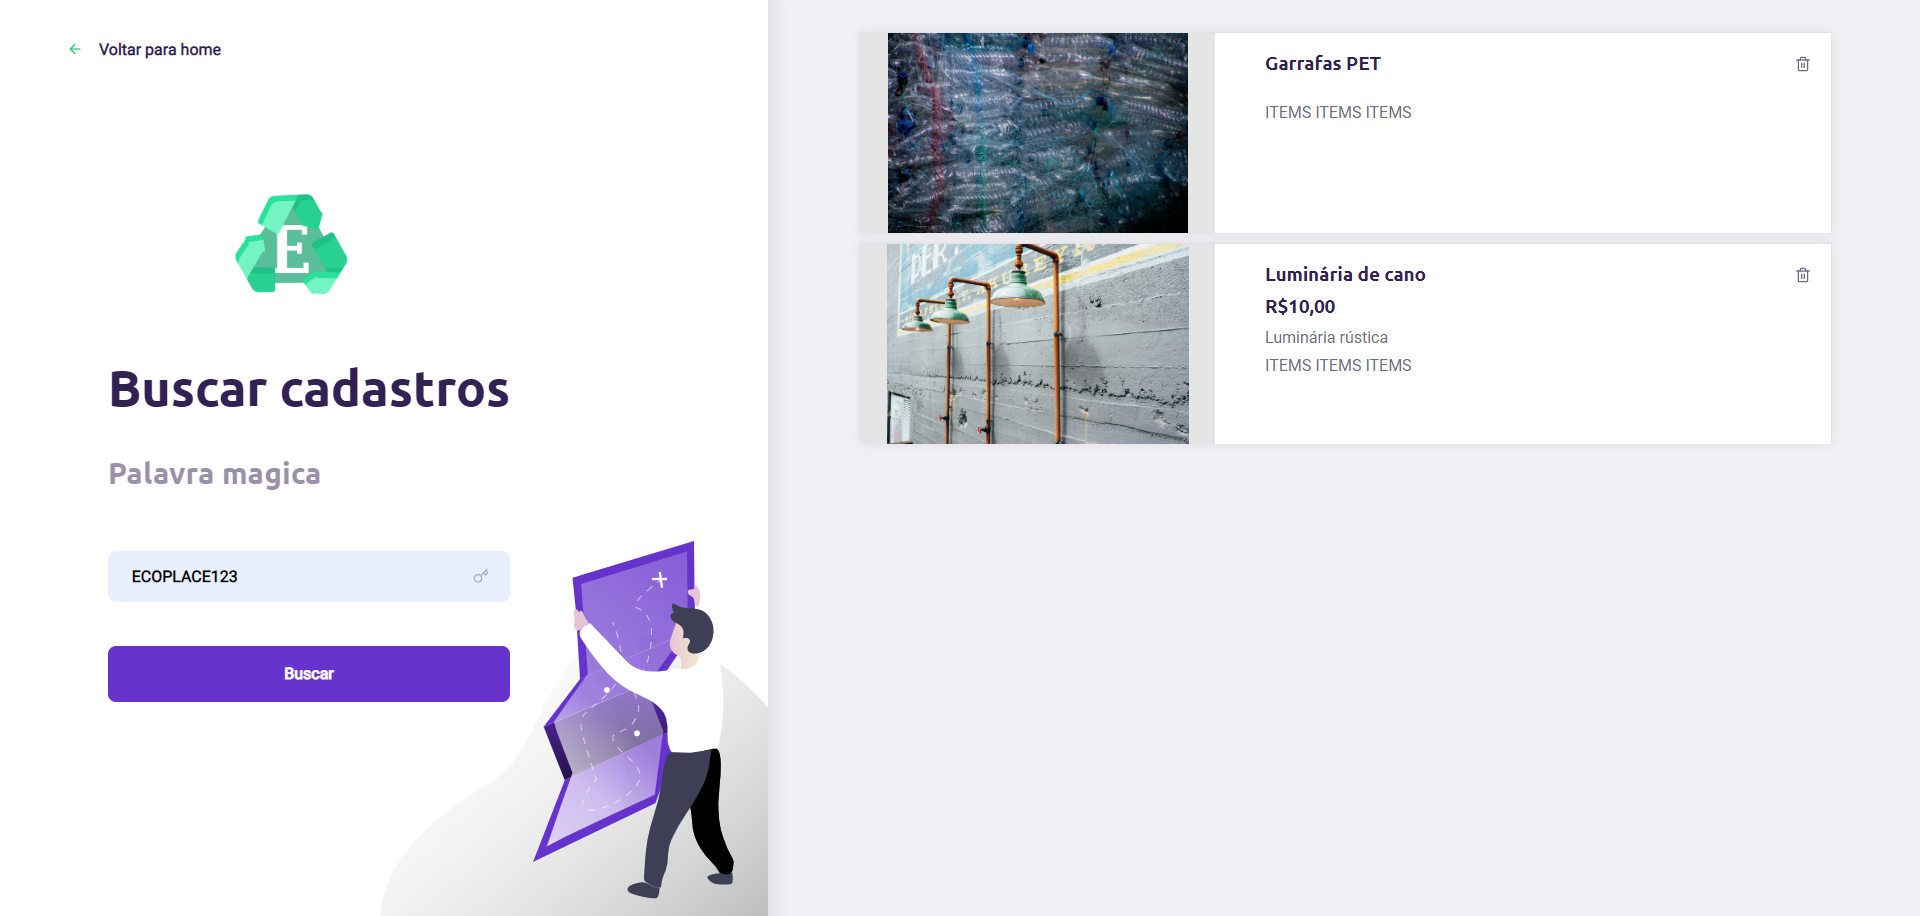 Voltar para home
E
Buscar cadastros
Palavra magica
ECOPLACE123
Buscar
Garrafas PET
ITEMS ITEMS ITEMS
Luminária de cano
R$10,00
Luminária rústica
ITEMS ITEMS ITEMS